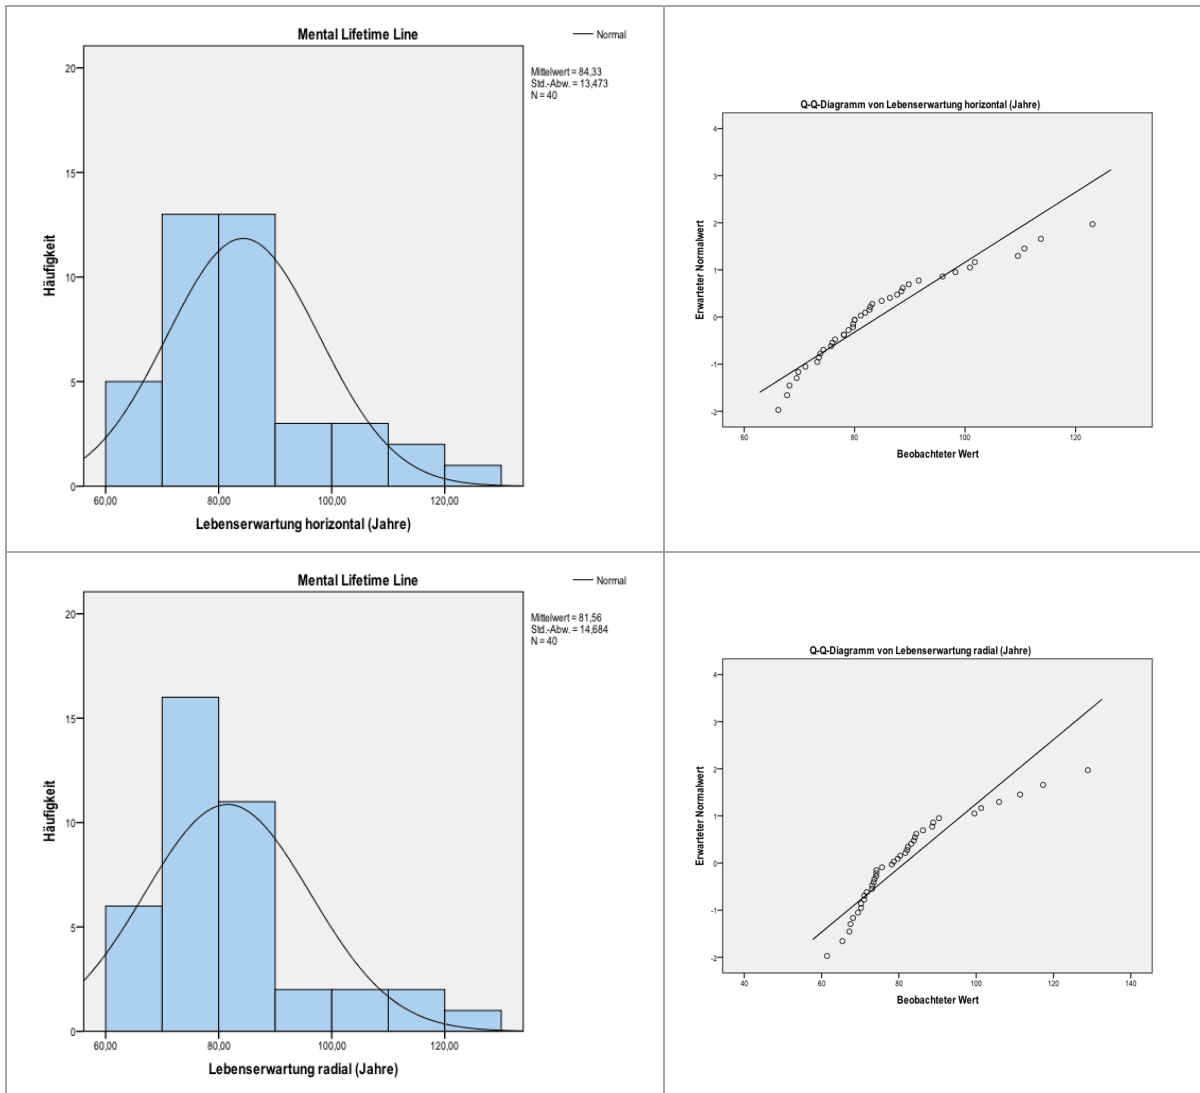 Mental Lifetime Line
Normal
Mittelwert = 84,33
Std.-Abw. = 13,473
N = 40
20
15
10
5
0
Häufigkeit
60,00 80,00 100,00 120,00
Lebenserwartung horizontal (Jahre)
Q-Q-Diagramm von Lebenserwartung horizontal (Jahre)
4
3
2
1
0
-1
-2
Erwarteter Normalwert
60 80 100 120
Beobachteter Wert
Mental Lifetime Line
Normal
Mittelwert = 81,56
Std.-Abw. = 14,684
N = 40
20
15
10
5
0
Häufigkeit
60,00 80,00 100,00 120,00
Lebenserwartung radial (Jahre)
Q-Q-Diagramm von Lebenserwartung radial (Jahre)
4
3
2
1
0
-1
-2
Erwarteter Normalwert
40 60 80 100 120 140
Beobachteter Wert